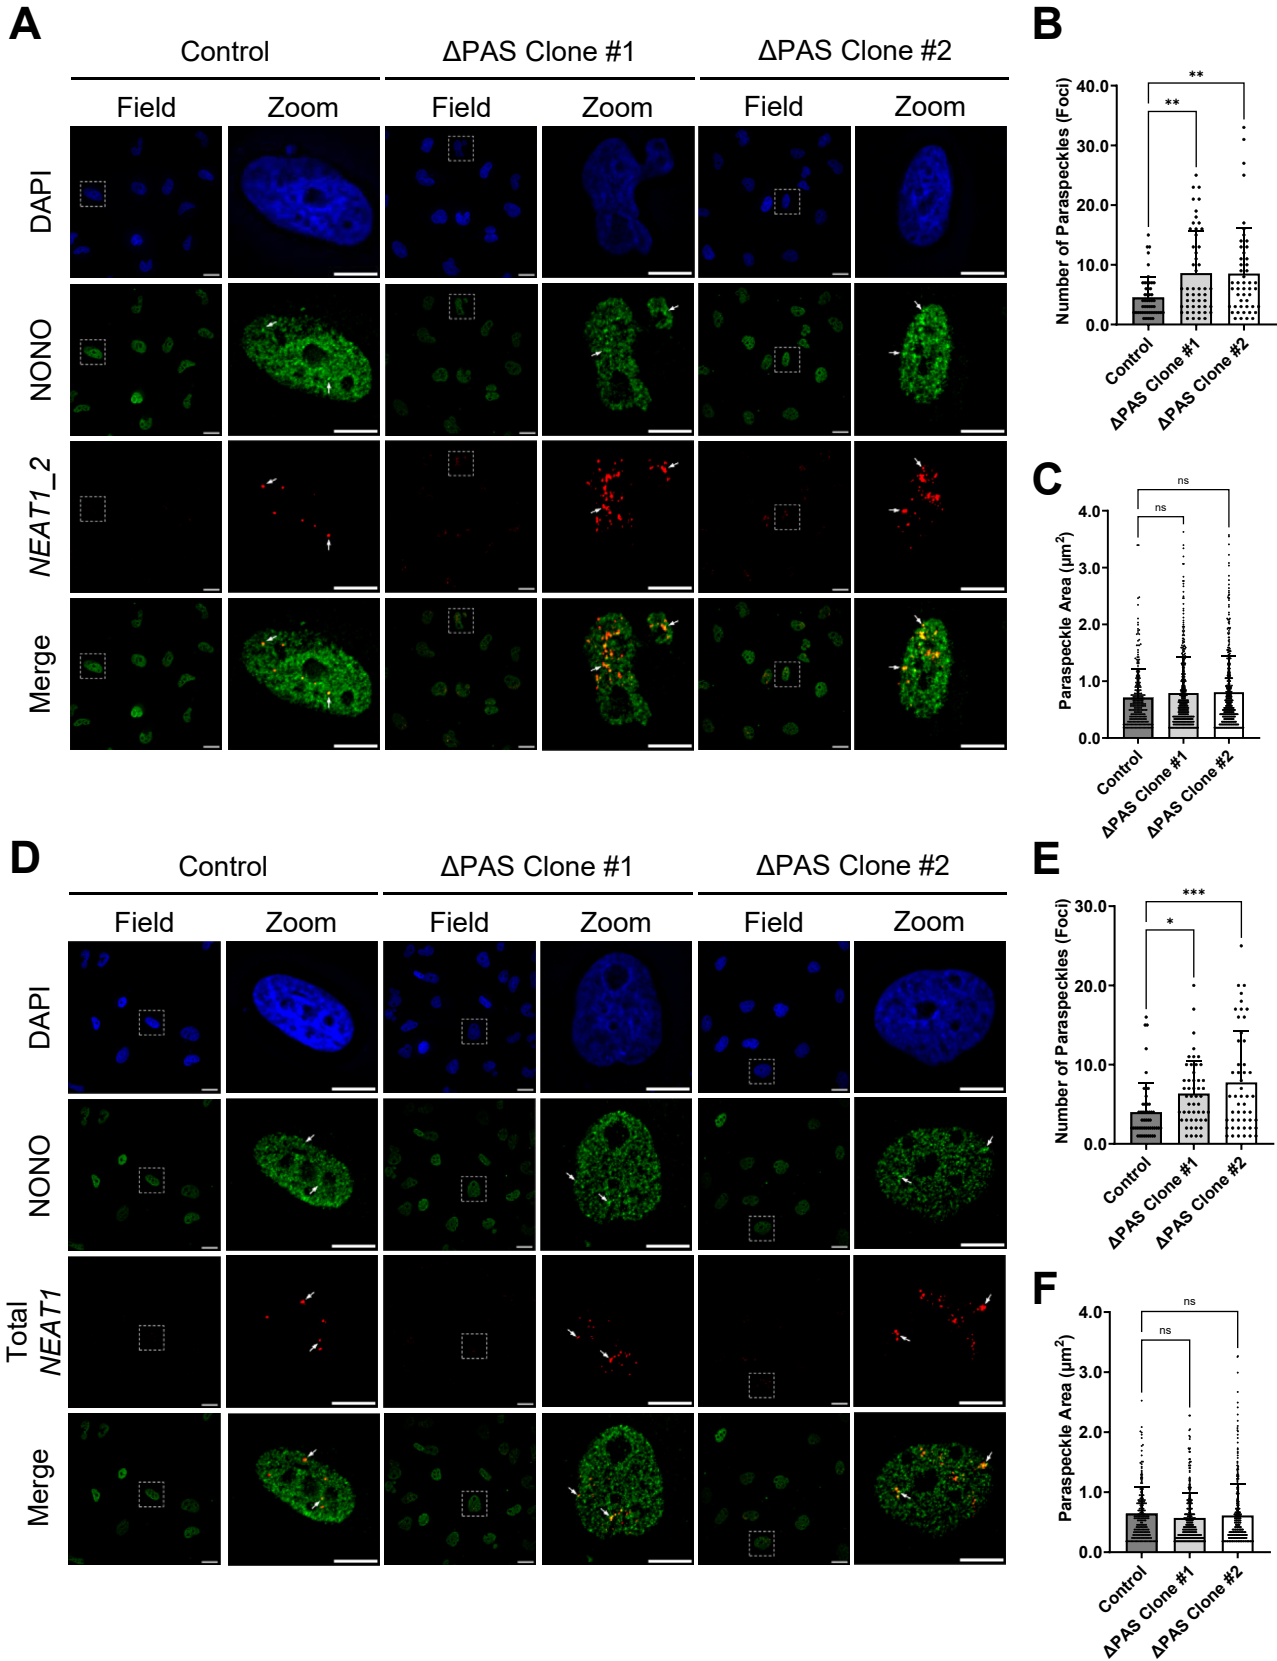 A
Control
ΔPAS Clone #1
ΔPAS Clone #2
Field
Zoom
Field
Zoom
Field
Zoom
DAPI
NONO
NEAT1_2
Merge
B
Number of Paraspeckles (Foci)
40.0
30.0
20.0
10.0
0.0
**
**
Control
ΔPAS Clone #1
ΔPAS Clone #2
C
Paraspeckle Area (µm²)
4.0
3.0
2.0
1.0
0.0
ns
ns
Control
ΔPAS Clone #1
ΔPAS Clone #2
D
Control
ΔPAS Clone #1
ΔPAS Clone #2
Field
Zoom
Field
Zoom
Field
Zoom
DAPI
NONO
Total
NEAT1
Merge
E
Number of Paraspeckles (Foci)
30.0
20.0
10.0
0.0
***
*
Control
ΔPAS Clone #1
ΔPAS Clone #2
F
Paraspeckle Area (µm²)
4.0
3.0
2.0
1.0
0.0
ns
ns
Control
ΔPAS Clone #1
ΔPAS Clone #2